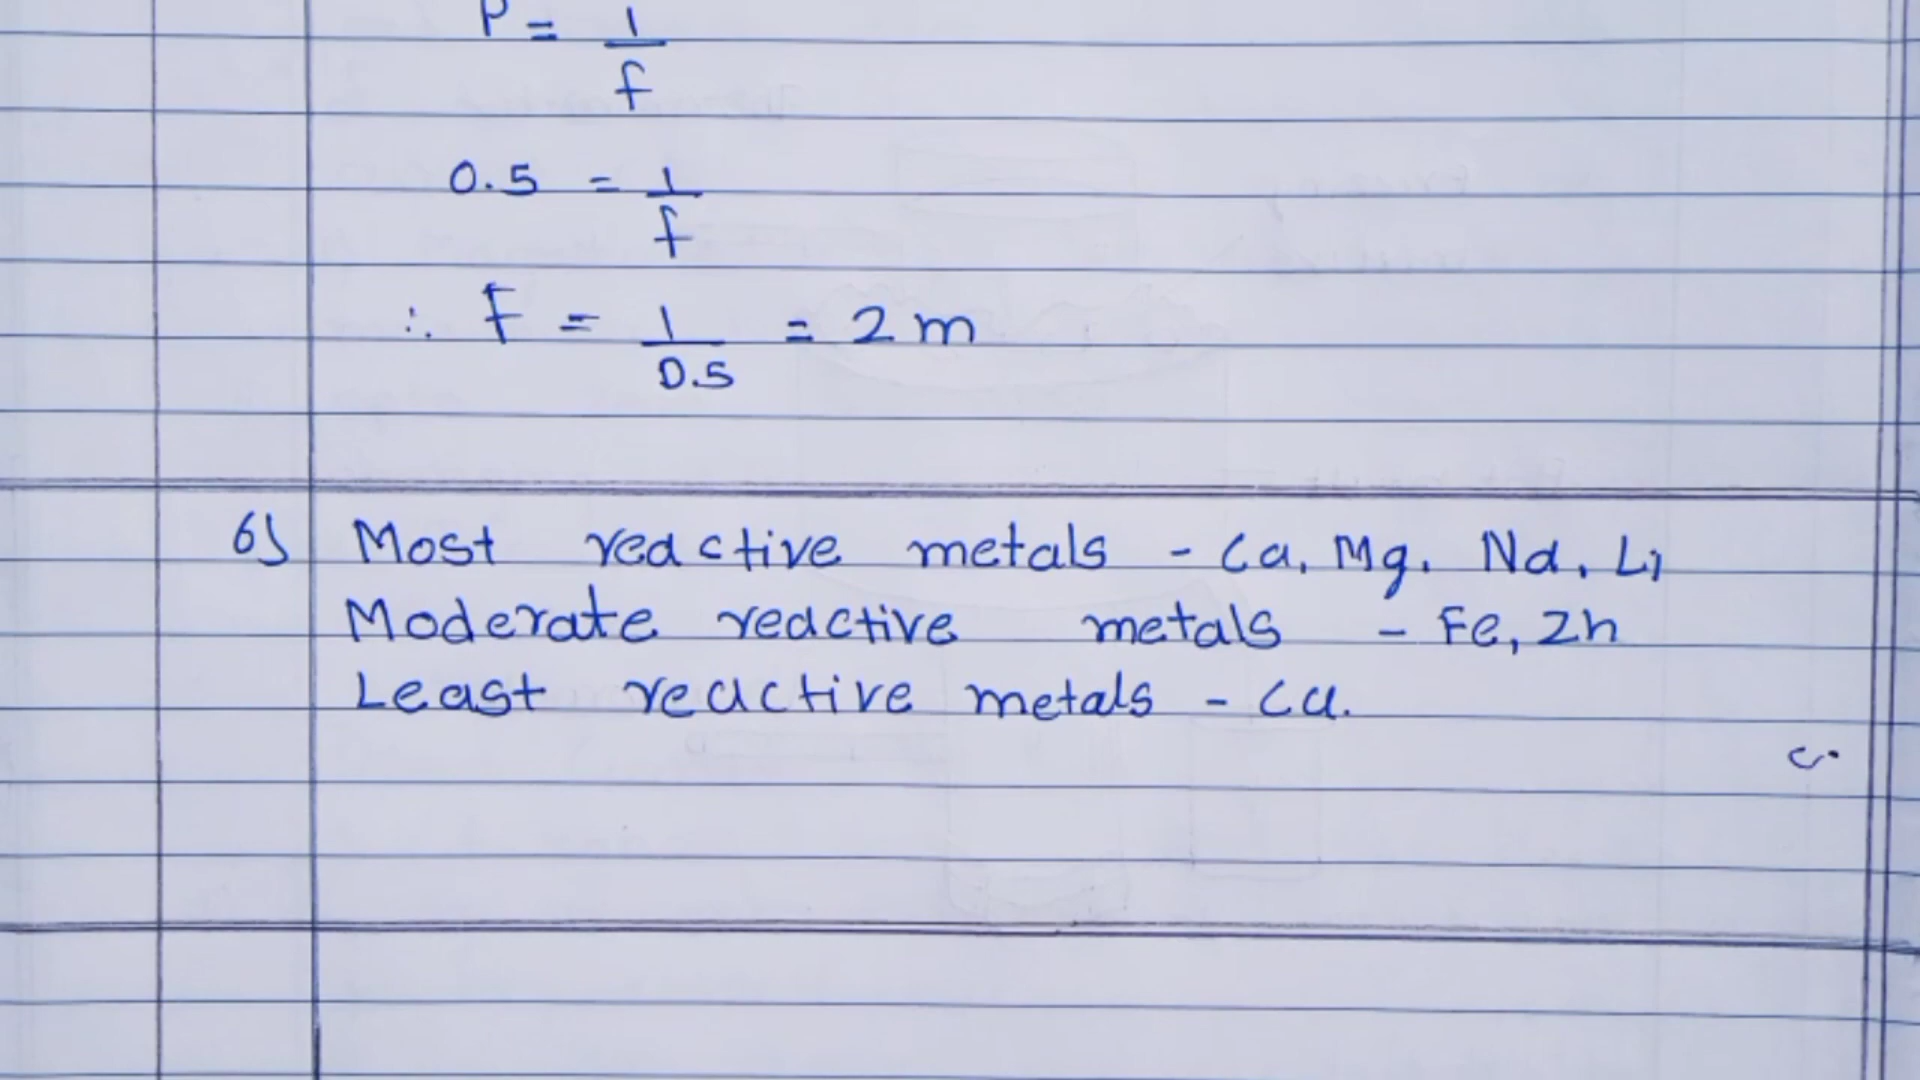 P = 1/f
0.5 = 1/f
∴ F = 1/0.5 = 2 m
6) Most reactive metals - Ca, Mg, Na, Li
Moderate reactive metals - Fe, Zn
Least reactive metals - Cu.